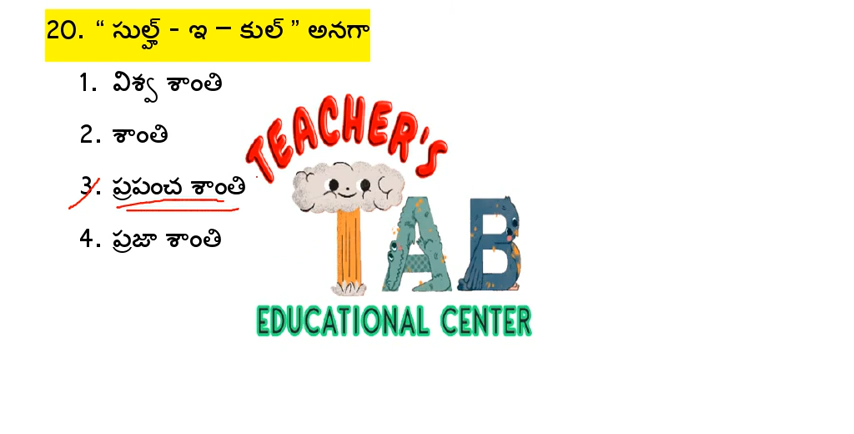 20. “ సుల్హ్ - ఇ – కుల్ ” అనగా
1. విశ్వ శాంతి
2. శాంతి
3. ప్రపంచ శాంతి
4. ప్రజా శాంతి
TEACHER'S
TAB
EDUCATIONAL CENTER